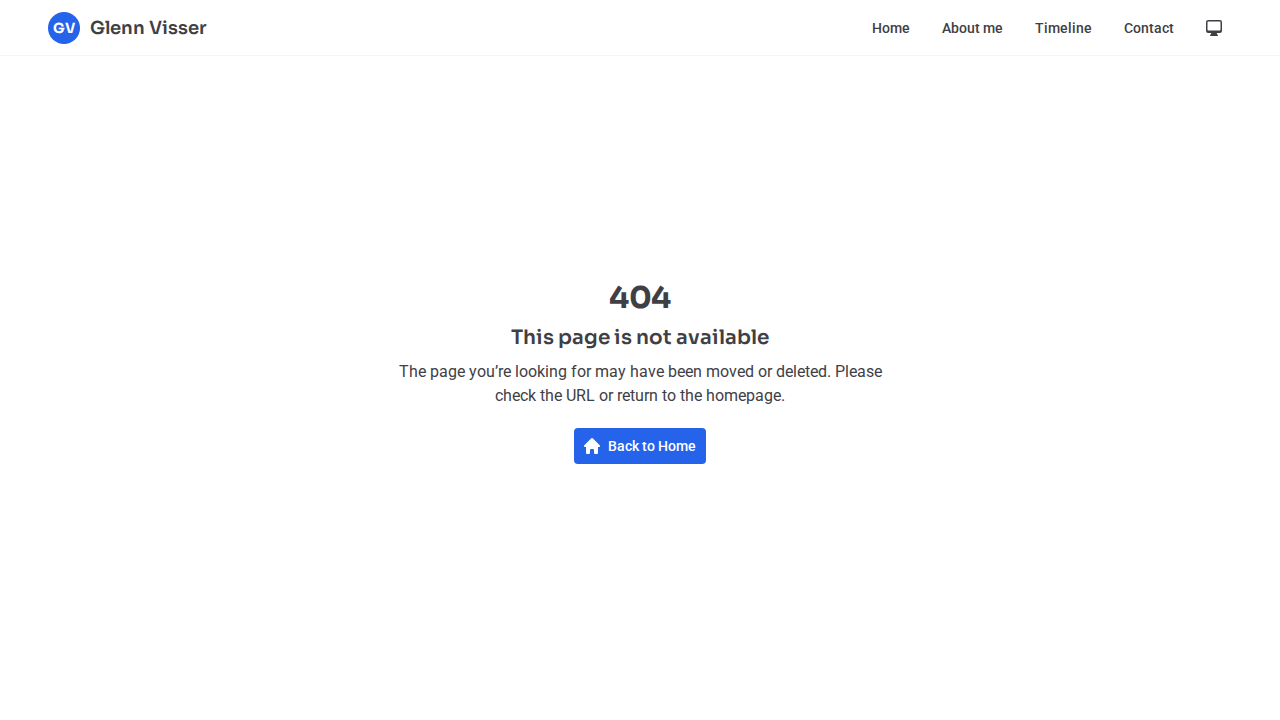 GV Glenn Visser Home About me Timeline Contact
404
This page is not available
The page you’re looking for may have been moved or deleted. Please
check the URL or return to the homepage.
Back to Home